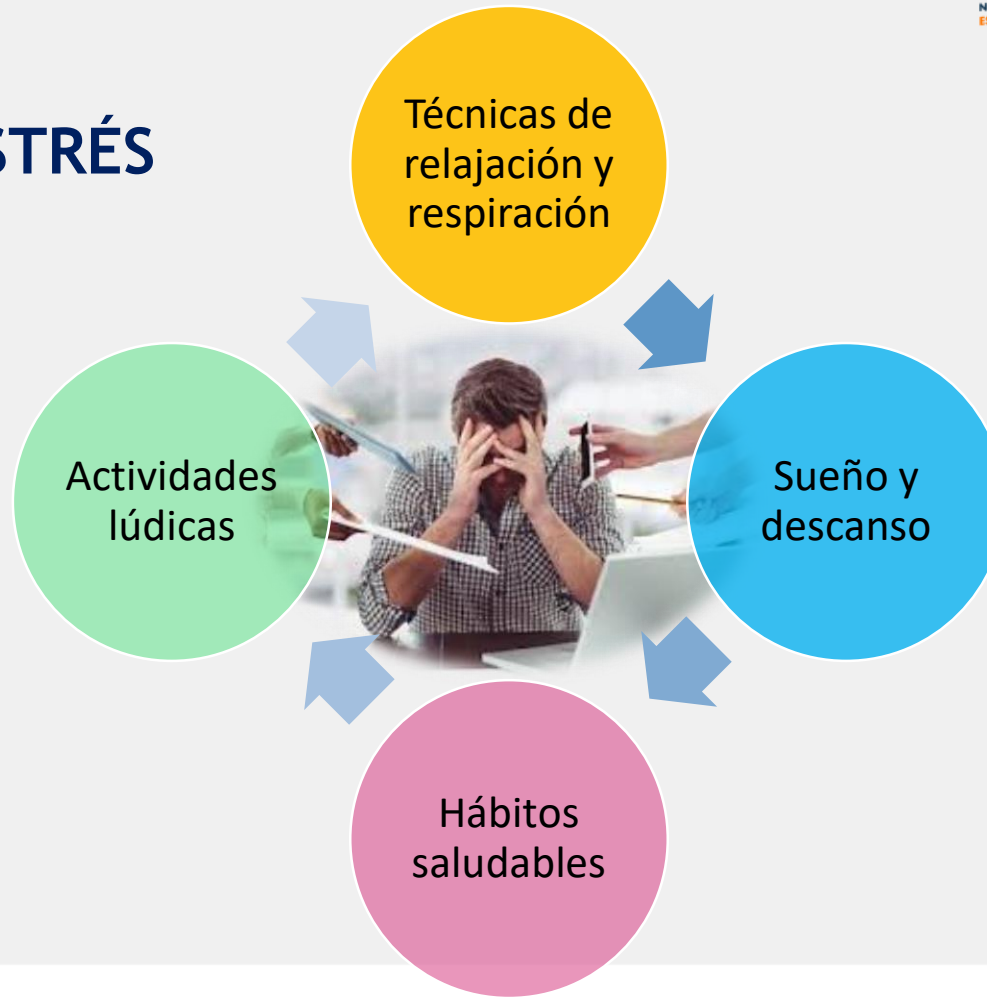 STRÉS
Técnicas de
relajación y
respiración
Sueño y
descanso
Hábitos
saludables
Actividades
lúdicas